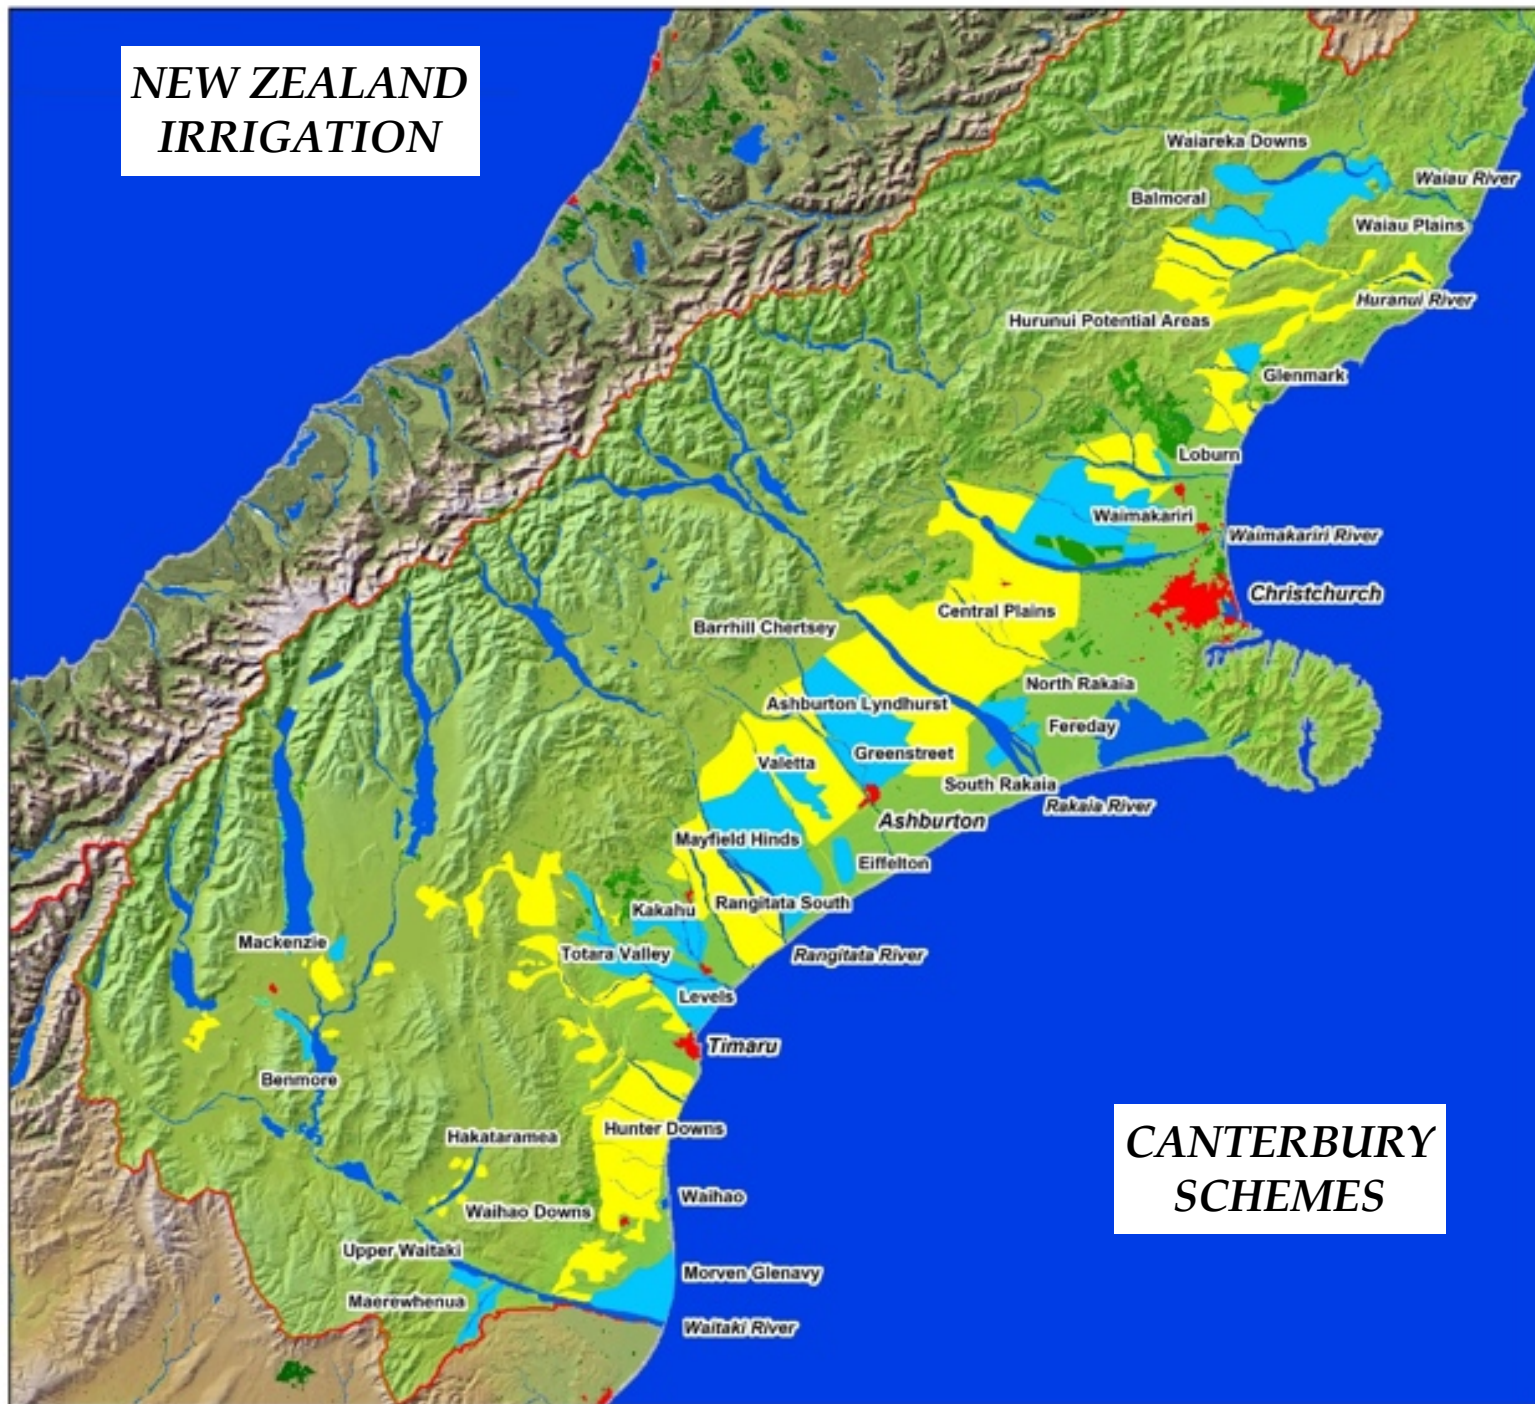 NEW ZEALAND
IRRIGATION
Waiareka Downs
Waiau River
Balmoral
Waiau Plains
Huranui River
Hurunui Potential Areas
Glenmark
Loburn
Waimakariri
Waimakariri River
Christchurch
Central Plains
Barrhill Chertsey
North Rakaia
Ashburton Lyndhurst
Fereday
Greenstreet
Valetta
South Rakaia
Rakaia River
Ashburton
Mayfield Hinds
Eiffelton
Rangitata South
Kakahu
Mackenzie
Totara Valley
Rangitata River
Levels
Timaru
Benmore
Hunter Downs
Hakataramea
CANTERBURY
SCHEMES
Waihao
Waihao Downs
Upper Waitaki
Morven Glenavy
Maerewhenua
Waitaki River